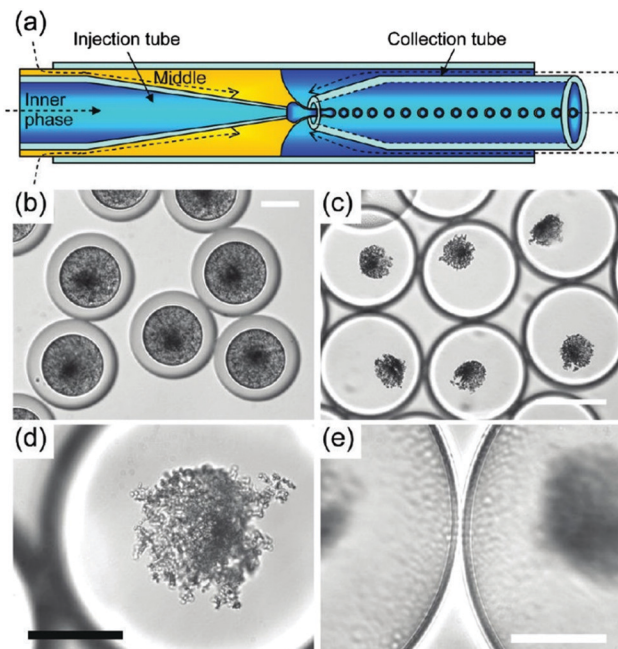 (a)
Injection tube
Collection tube
Middle
Inner
phase
(b)
(c)
(d)
(e)